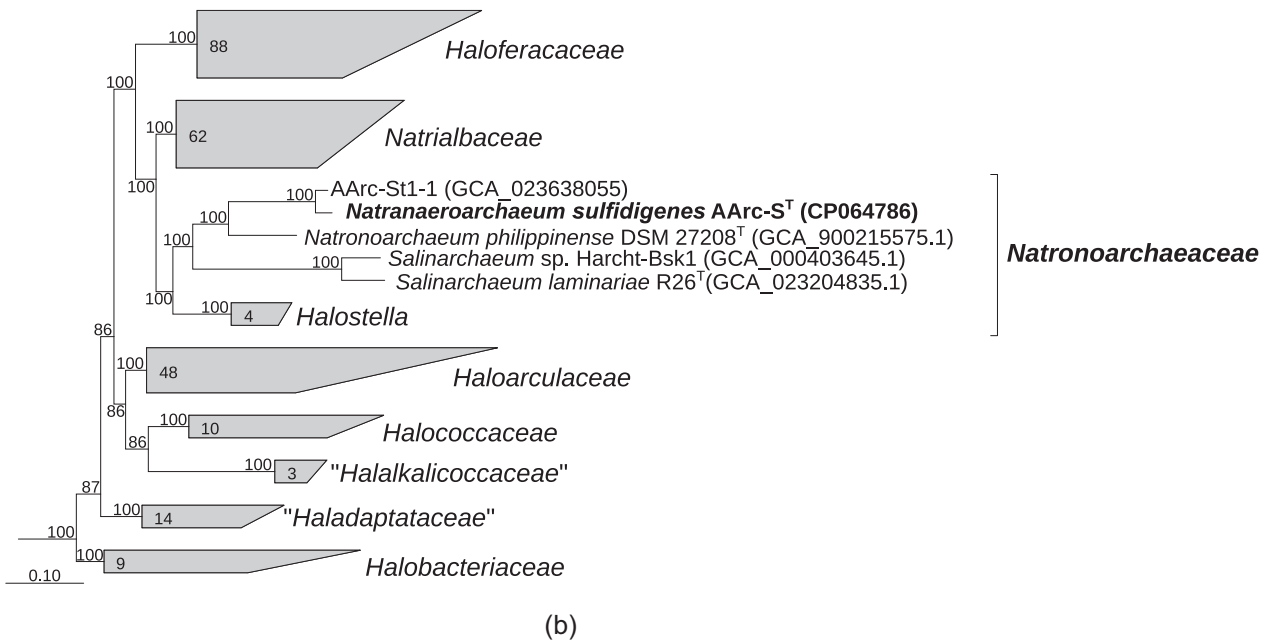 100 88 Haloferacaceae
100
100 62 Natrialbaceae
100
100 AArc-St1-1 (GCA_023638055)
Natranaeroarchaeum sulfidigenes AArc-Sᵀ (CP064786)
100
Natronoarchaeum philippinense DSM 27208ᵀ (GCA_900215575.1)
100
Natronoarchaeaceae
100 Salinarchaeum sp. Harcht-Bsk1 (GCA_000403645.1)
Salinarchaeum laminariae R26ᵀ(GCA_023204835.1)
100
100 4 Halostella
86
100 48 Haloarculaceae
86
100 10 Halococcaceae
86
100 3 "Halalkalicoccaceae"
87
100 14 "Haladaptataceae"
100
100 9 Halobacteriaceae
0.10
(b)